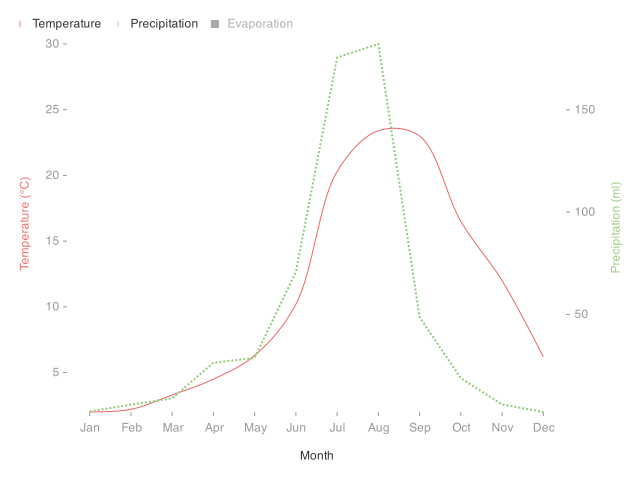 Temperature Precipitation Evaporation
30
25
20
15
10
5
Temperature (°C)
150
100
50
Precipitation (ml)
Jan Feb Mar Apr May Jun Jul Aug Sep Oct Nov Dec
Month